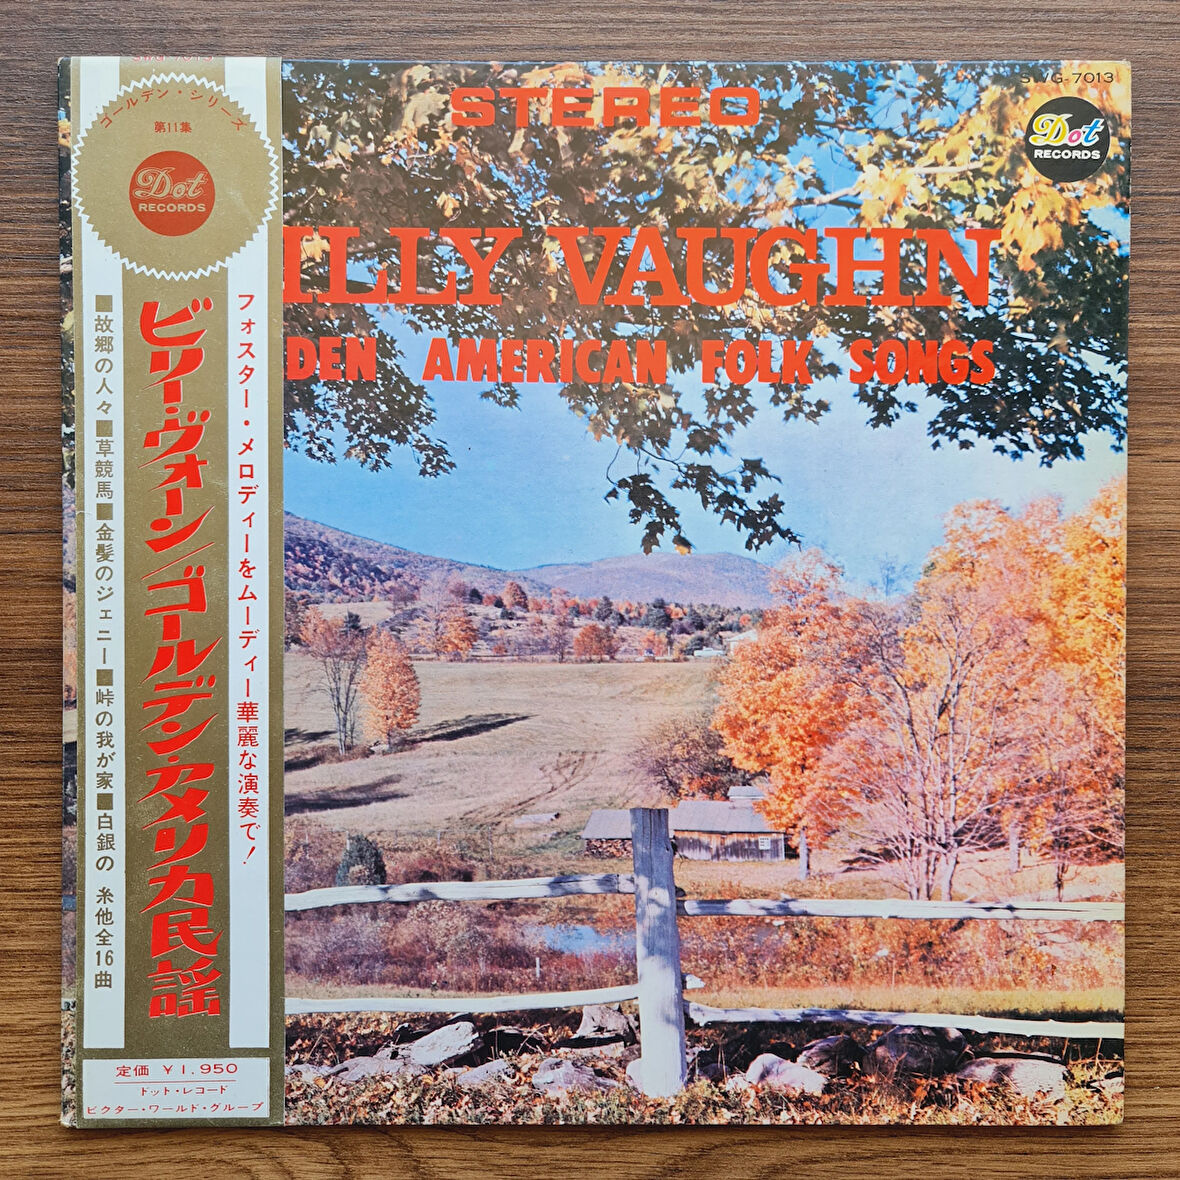 SWG-7013
ゴールデン・シリーズ
第11集
Dot
RECORDS
フォスター・メロディーをムーディー華麗な演奏で!
ビリー・ヴォーン/ゴールデン・アメリカ民謡
■故郷の人々■草競馬■金髪のジェニー■峠の我が家■白銀の 糸他全16曲
定価 ¥1,950
ドット・レコード
ビクター・ワールド・グループ
SWG-7013
STEREO
Dot
RECORDS
ILLY VAUGHN
DEN AMERICAN FOLK SONGS